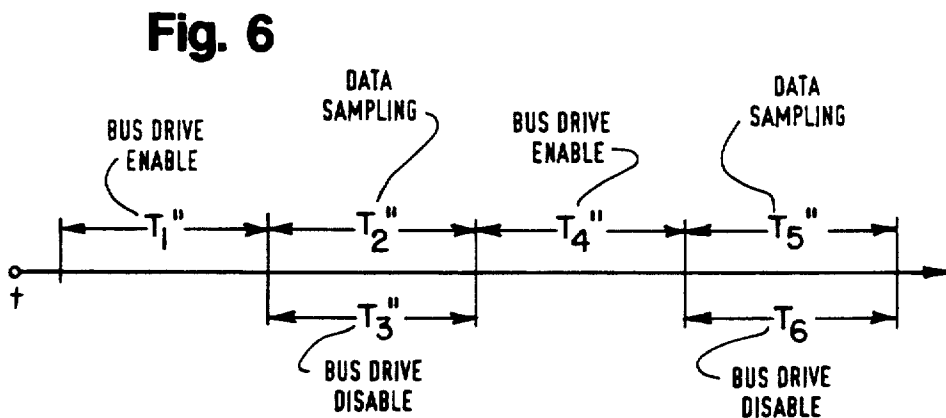 Fig. 6
DATA
SAMPLING
DATA
SAMPLING
BUS DRIVE
ENABLE
BUS DRIVE
ENABLE
T1"
T2"
T4"
T5"
t
T3"
T6
BUS DRIVE
DISABLE
BUS DRIVE
DISABLE